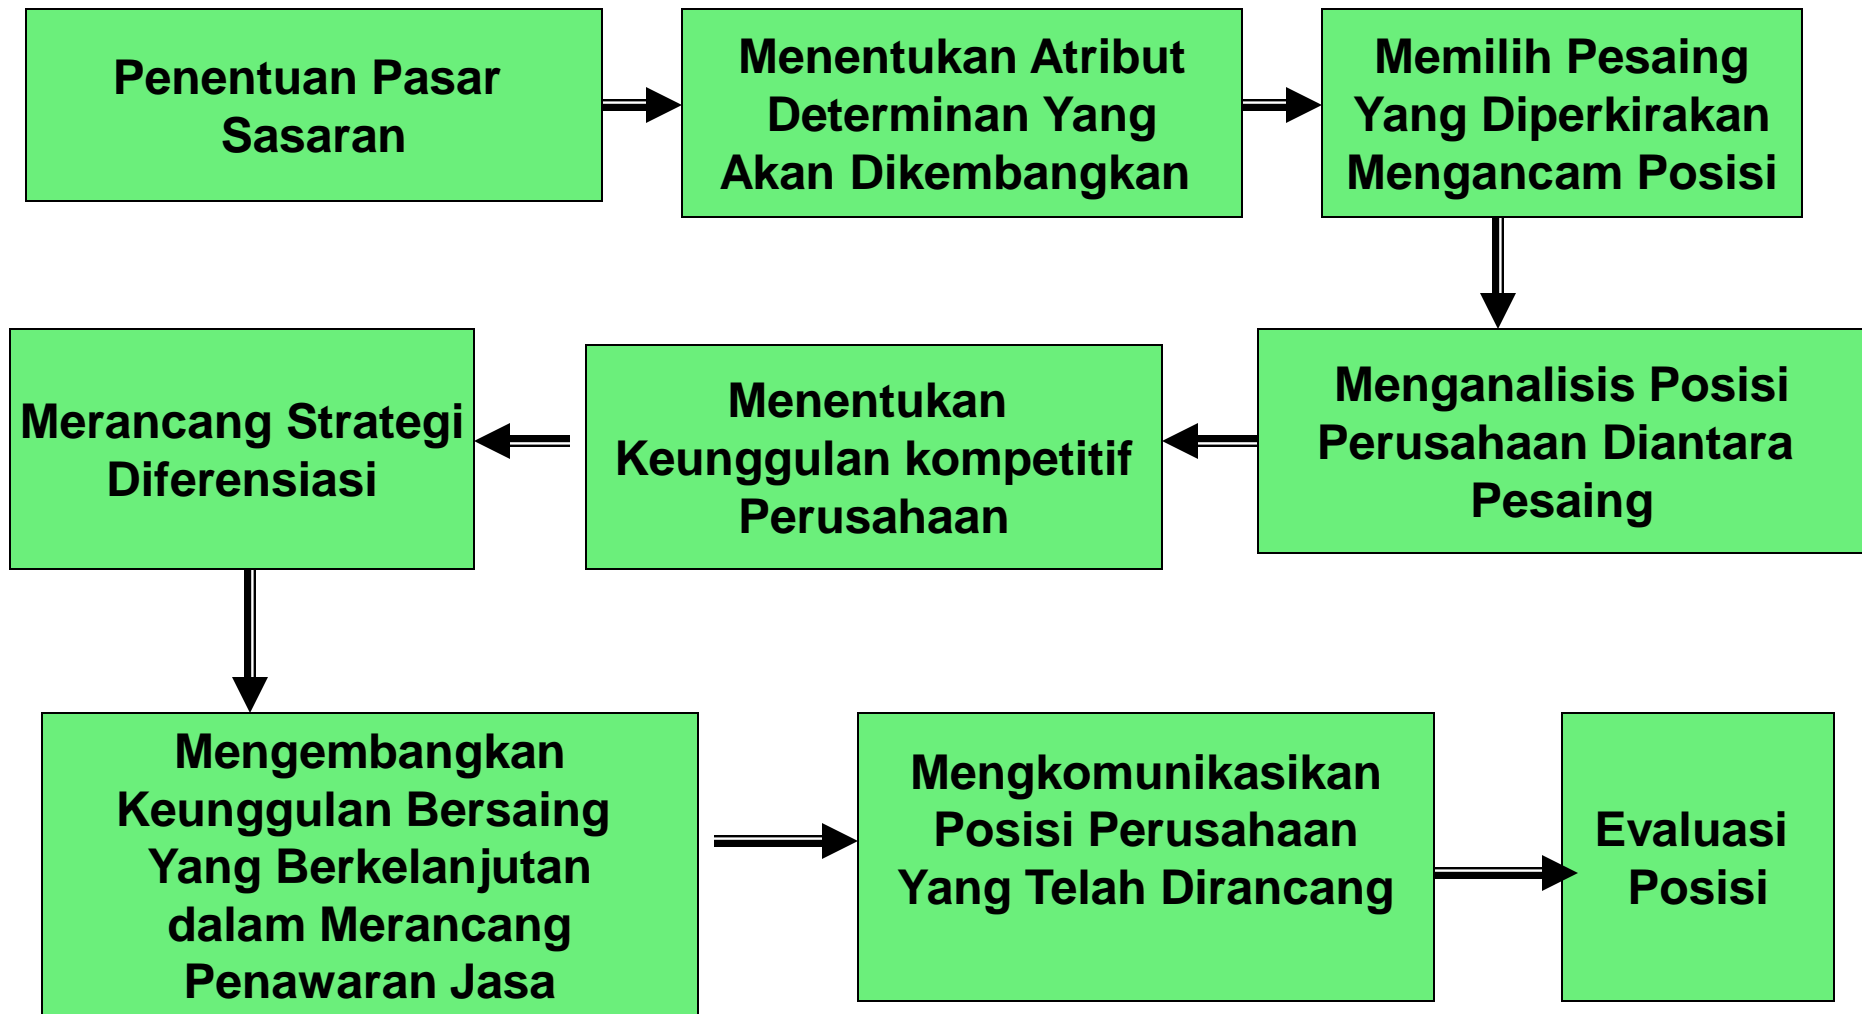 Penentuan Pasar
Sasaran
Menentukan Atribut
Determinan Yang
Akan Dikembangkan
Memilih Pesaing
Yang Diperkirakan
Mengancam Posisi
Menganalisis Posisi
Perusahaan Diantara
Pesaing
Menentukan
Keunggulan kompetitif
Perusahaan
Merancang Strategi
Diferensiasi
Mengembangkan
Keunggulan Bersaing
Yang Berkelanjutan
dalam Merancang
Penawaran Jasa
Mengkomunikasikan
Posisi Perusahaan
Yang Telah Dirancang
Evaluasi
Posisi